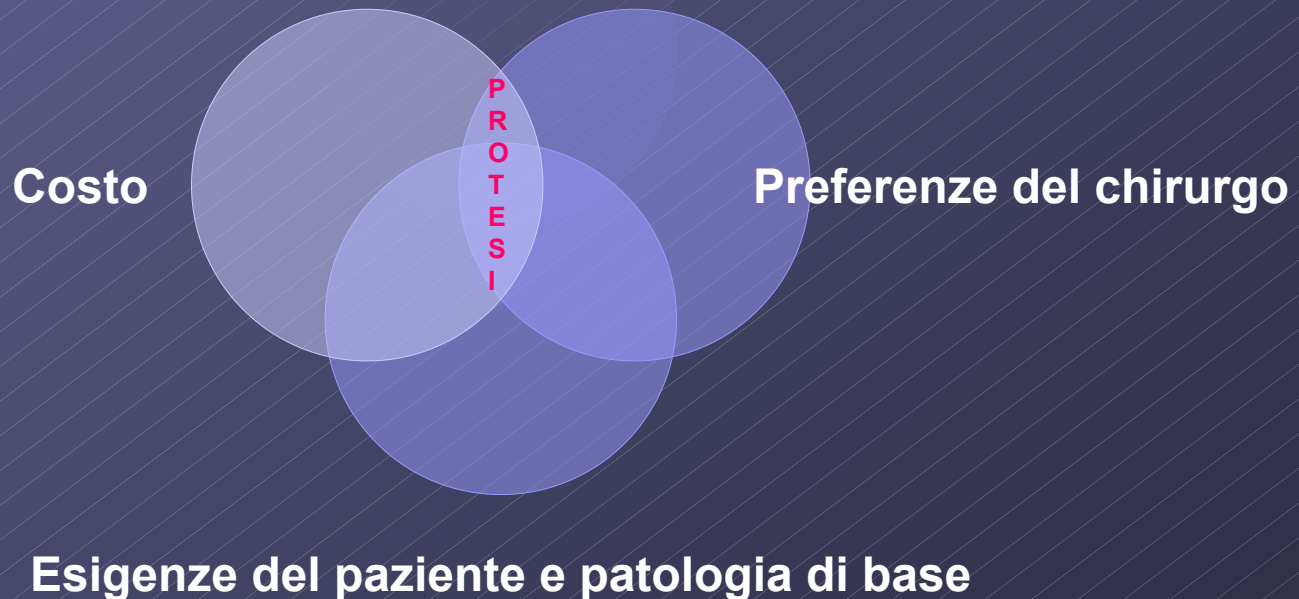 P
R
O
T
E
S
I
Costo
Preferenze del chirurgo
Esigenze del paziente e patologia di base